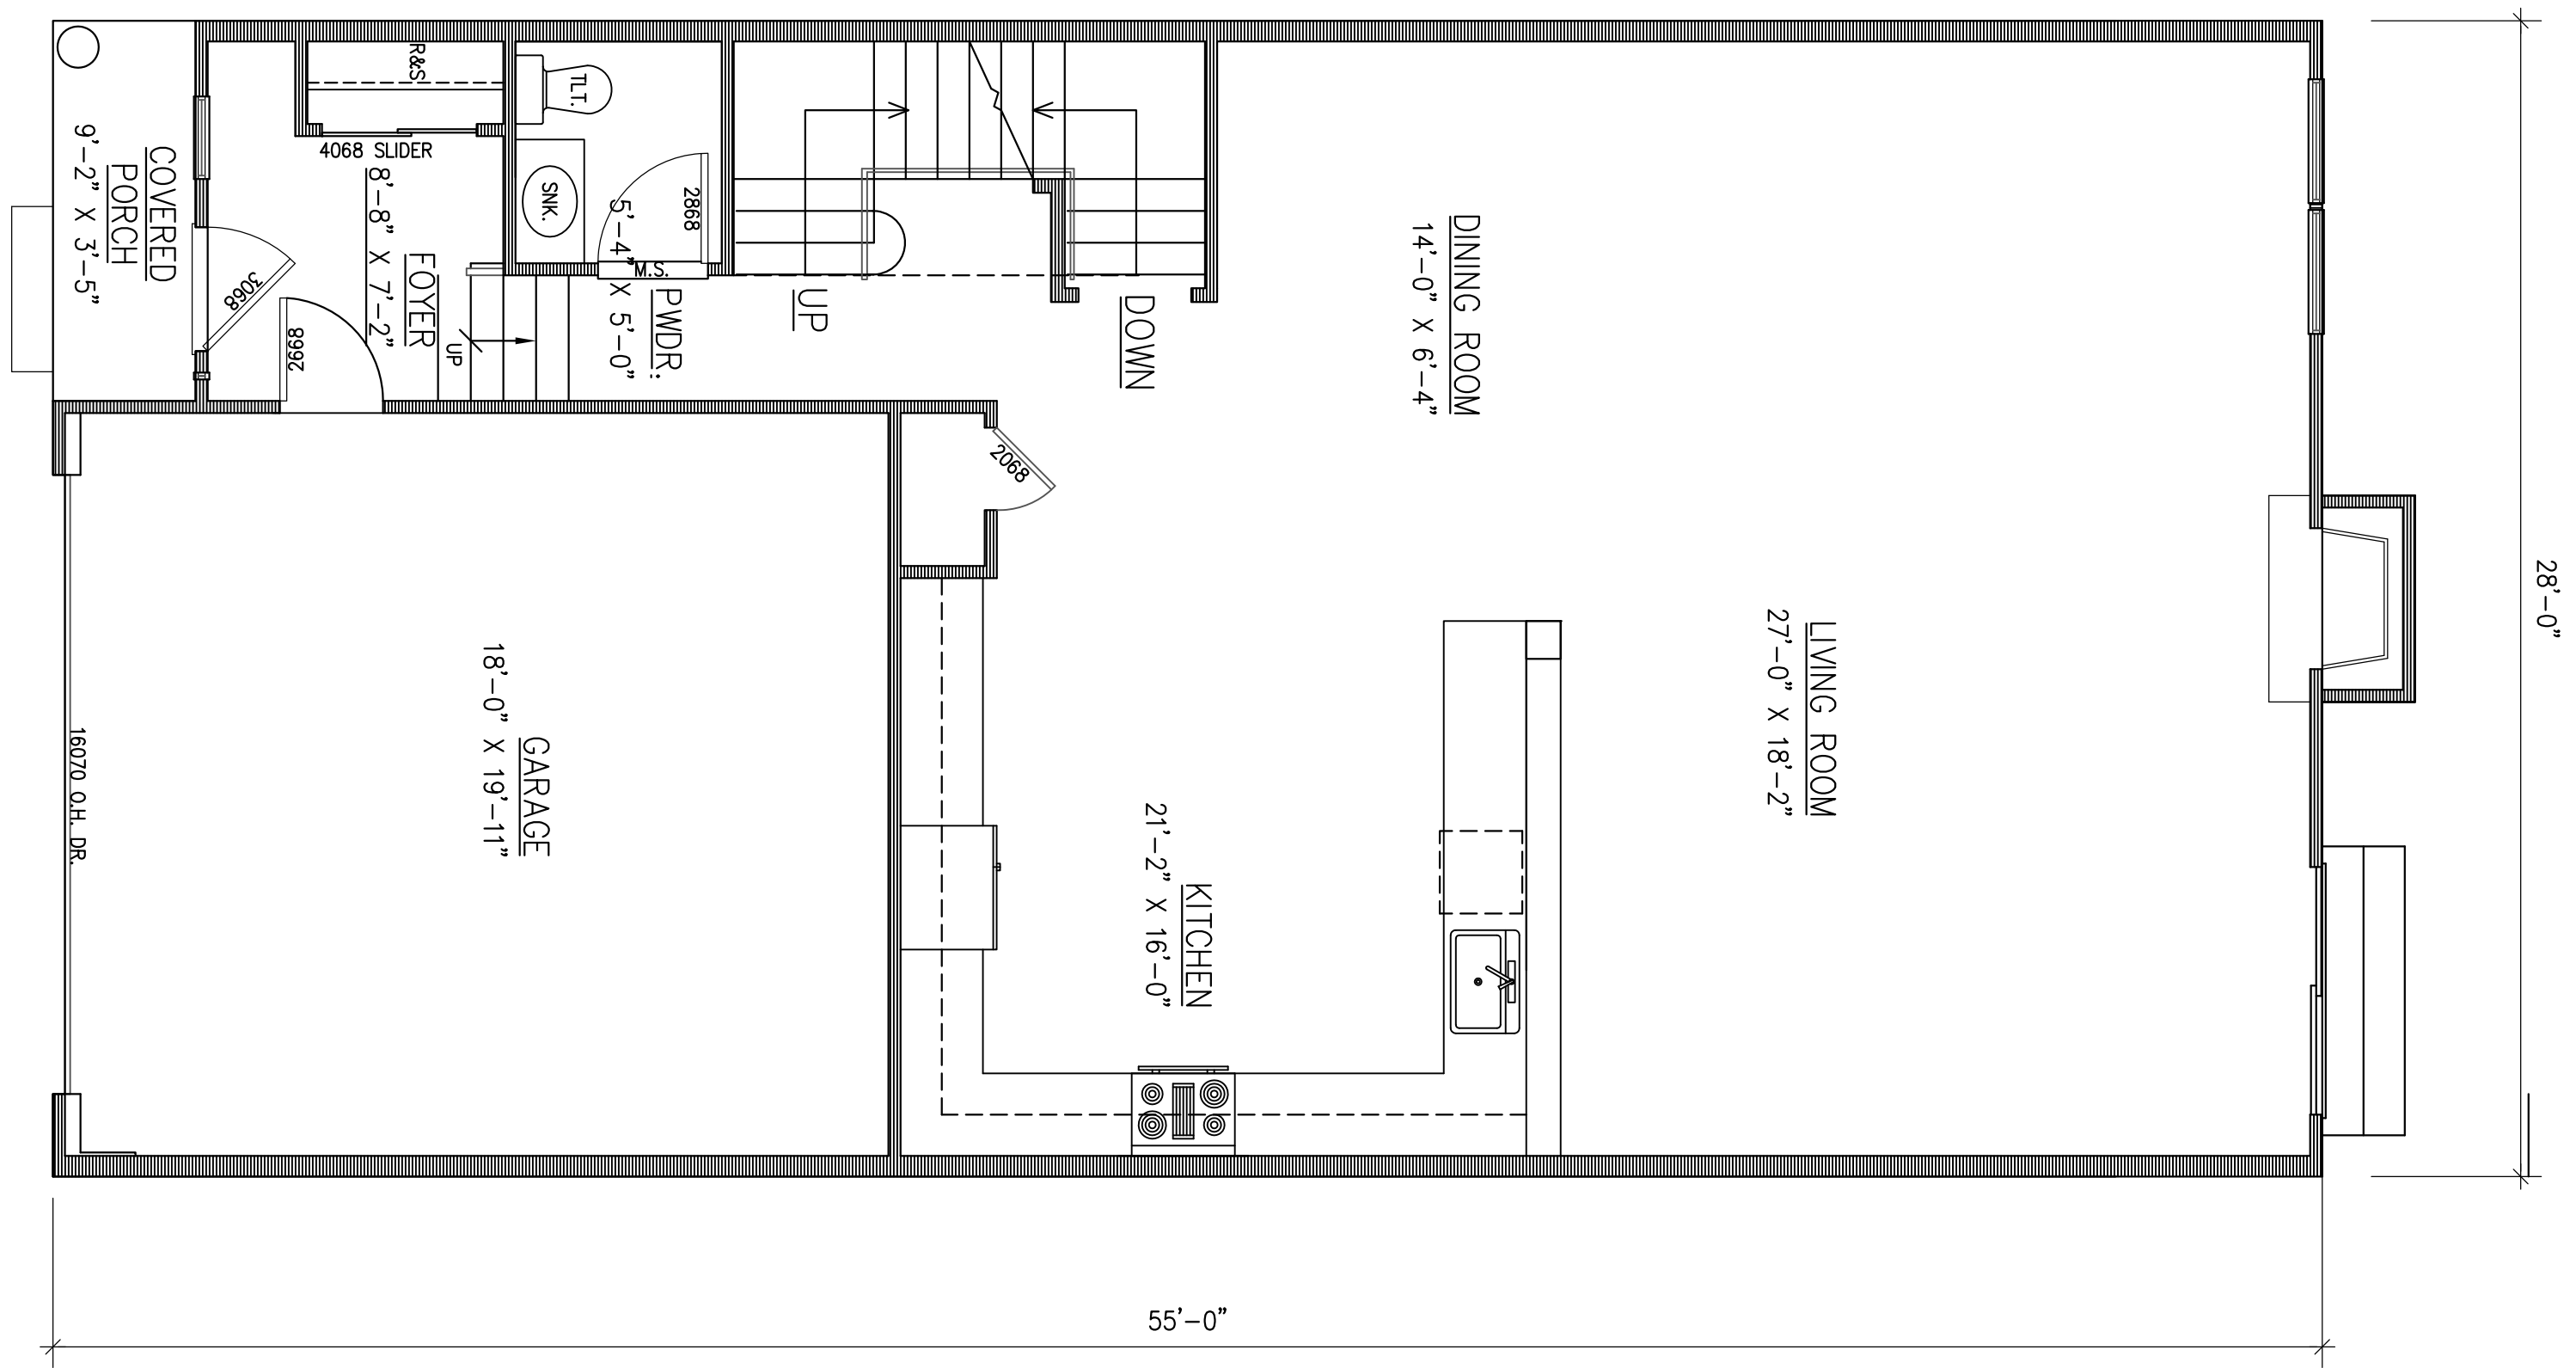 28'-0"
LIVING ROOM
27'-0" X 18'-2"
DINING ROOM
14'-0" X 6'-4"
KITCHEN
21'-2" X 16'-0"
DOWN
UP
2068
PWDR:
5'-4" X 5'-0"
2868
M.S.
TLT.
SNK.
GARAGE
18'-0" X 19'-11"
16070 O.H. DR.
UP
FOYER
8'-8" X 7'-2"
R&S
4068 SLIDER
2668
3068
COVERED
PORCH
9'-2" X 3'-5"
55'-0"